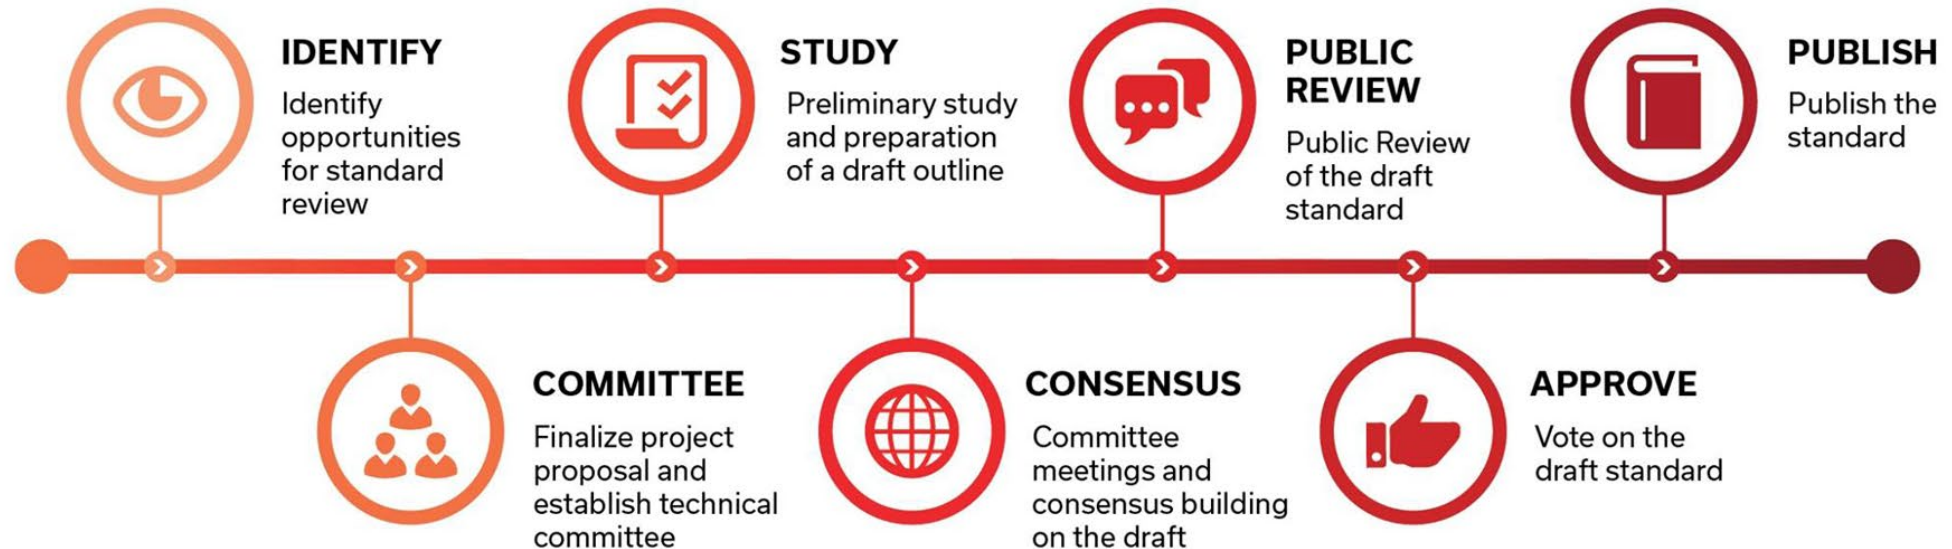 IDENTIFY
Identify
opportunities
for standard
review
COMMITTEE
Finalize project
proposal and
establish technical
committee
STUDY
Preliminary study
and preparation
of a draft outline
CONSENSUS
Committee
meetings and
consensus building
on the draft
PUBLIC
REVIEW
Public Review
of the draft
standard
APPROVE
Vote on the
draft standard
PUBLISH
Publish the
standard